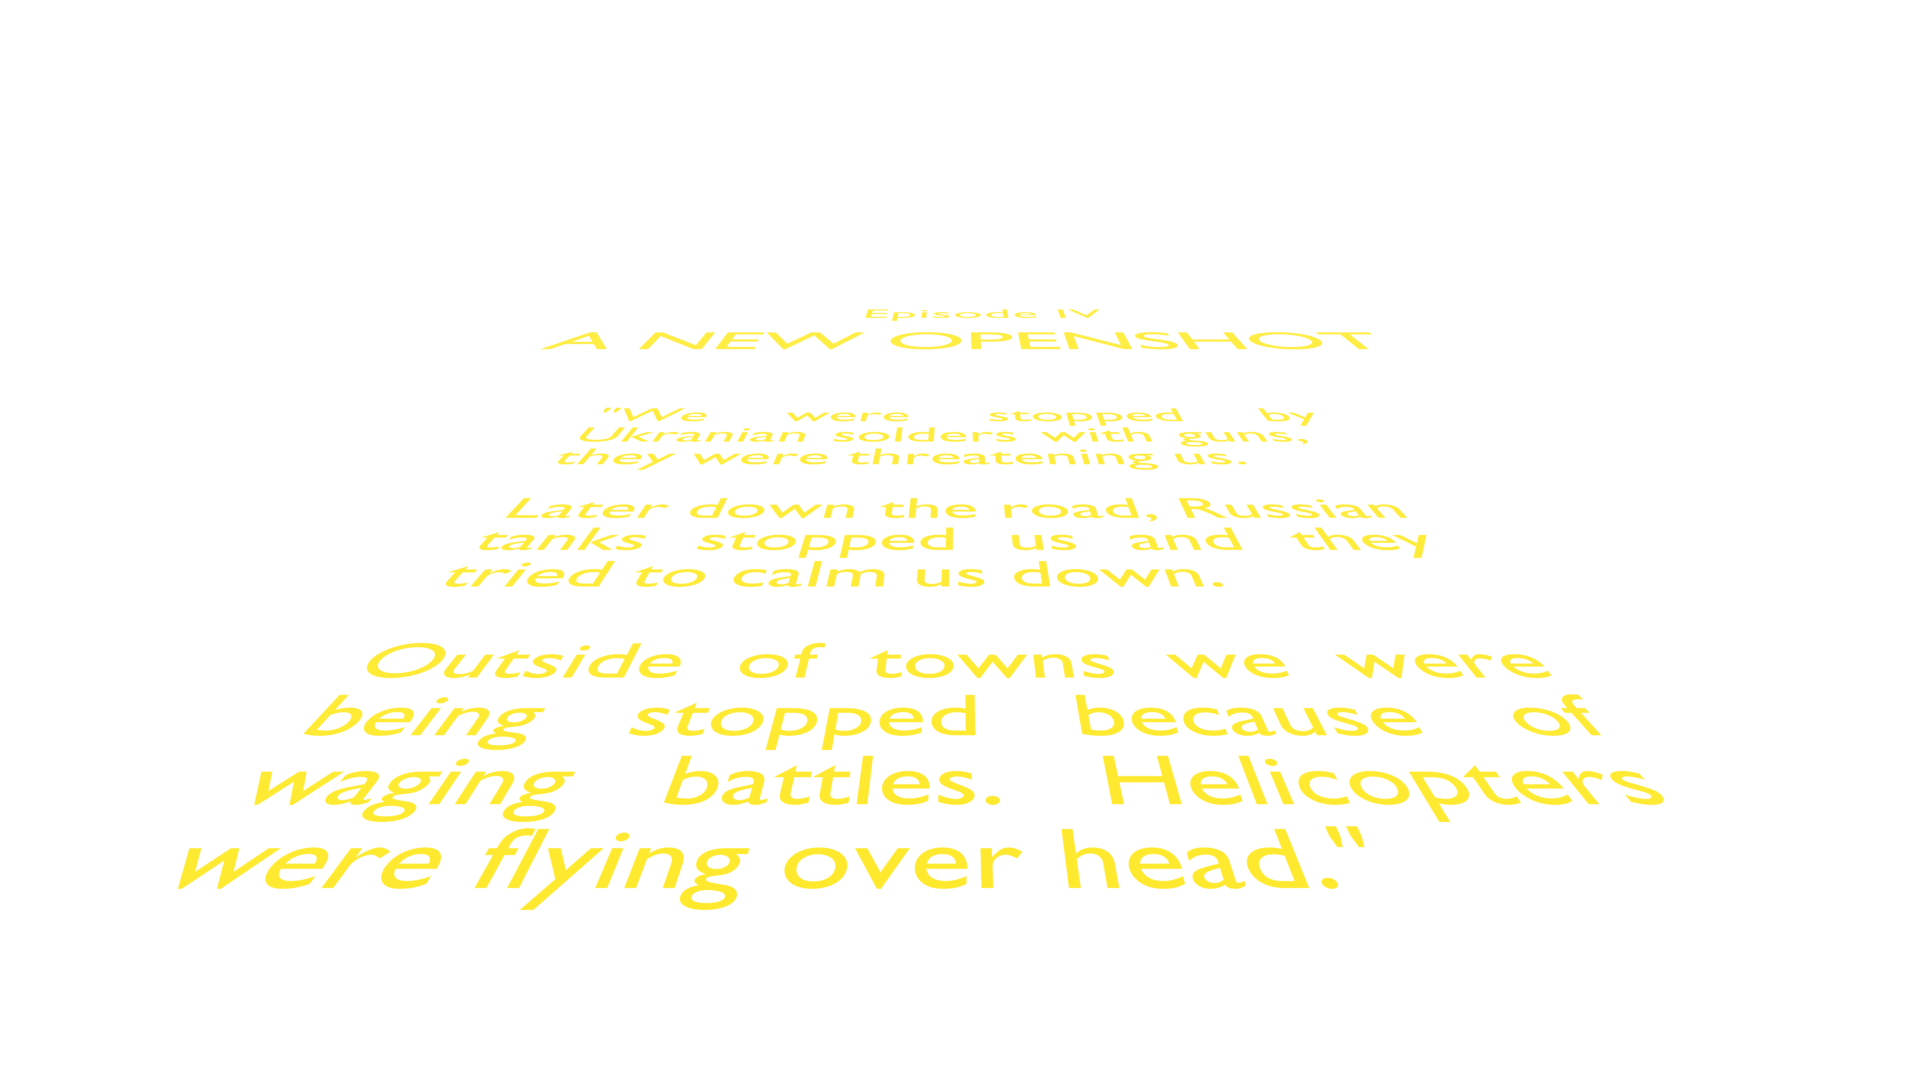 Episode IV
A NEW OPENSHOT
"We were stopped by
Ukranian solders with guns,
they were threatening us.
Later down the road, Russian
tanks stopped us and they
tried to calm us down.
Outside of towns we were
being stopped because of
waging battles. Helicopters
were flying over head."